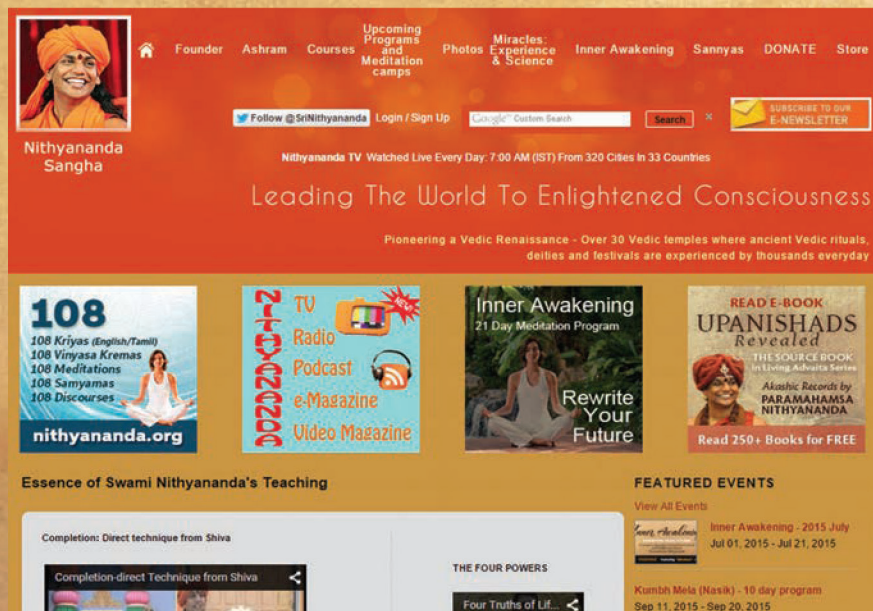 Upcoming
Programs
and
Meditation
camps
Founder Ashram Courses Photos Miracles:
Experience
& Science
Inner Awakening Sannyas DONATE Store
Follow @SriNithyananda Login / Sign Up Google™ Custom Search Search ×
SUBSCRIBE TO OUR
E-NEWSLETTER
Nithyananda
Sangha
Nithyananda TV Watched Live Every Day: 7:00 AM (IST) From 320 Cities In 33 Countries
Leading The World To Enlightened Consciousness
Pioneering a Vedic Renaissance - Over 30 Vedic temples where ancient Vedic rituals,
deities and festivals are experienced by thousands everyday
108
108 Kriyas (English/Tamil)
108 Vinyasa Kremas
108 Meditations
108 Samyamas
108 Discourses
nithyananda.org
NITHYANANDA
TV
NEW!
Radio
Podcast
e-Magazine
Video Magazine
Inner Awakening
21 Day Meditation Program
Rewrite
Your
Future
READ E-BOOK
UPANISHADS
Revealed
THE SOURCE BOOK
in Living Advaita Series
Akashic Records by
PARAMAHAMSA
NITHYANANDA
Read 250+ Books for FREE
Essence of Swami Nithyananda's Teaching
Completion: Direct technique from Shiva
Completion-direct Technique from Shiva
THE FOUR POWERS
Four Truths of Lif...
FEATURED EVENTS
View All Events
Inner Awakening
Inner Awakening - 2015 July
Jul 01, 2015 - Jul 21, 2015
Kumbh Mela (Nasik) - 10 day program
Sep 11, 2015 - Sep 20, 2015